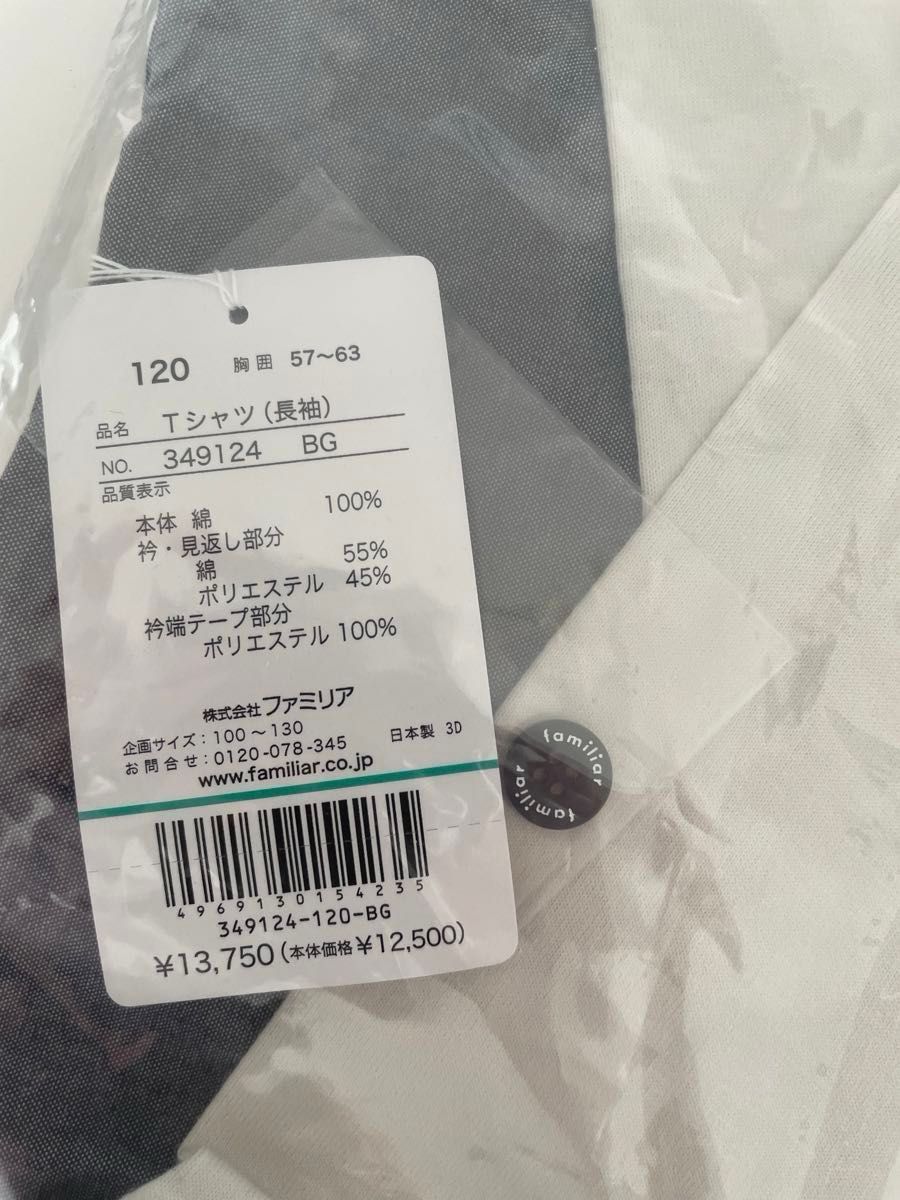 120 胸囲 57～63
品名 Tシャツ(長袖)
NO. 349124 BG
品質表示
本体 綿 100%
衿・見返し部分
綿 55%
ポリエステル 45%
衿端テープ部分
ポリエステル 100%
株式会社ファミリア
企画サイズ：100～130
お問合せ：0120-078-345 日本製 3D
www.familiar.co.jp
4969130154235
349124-120-BG
¥13,750(本体価格¥12,500)
familiar
familiar